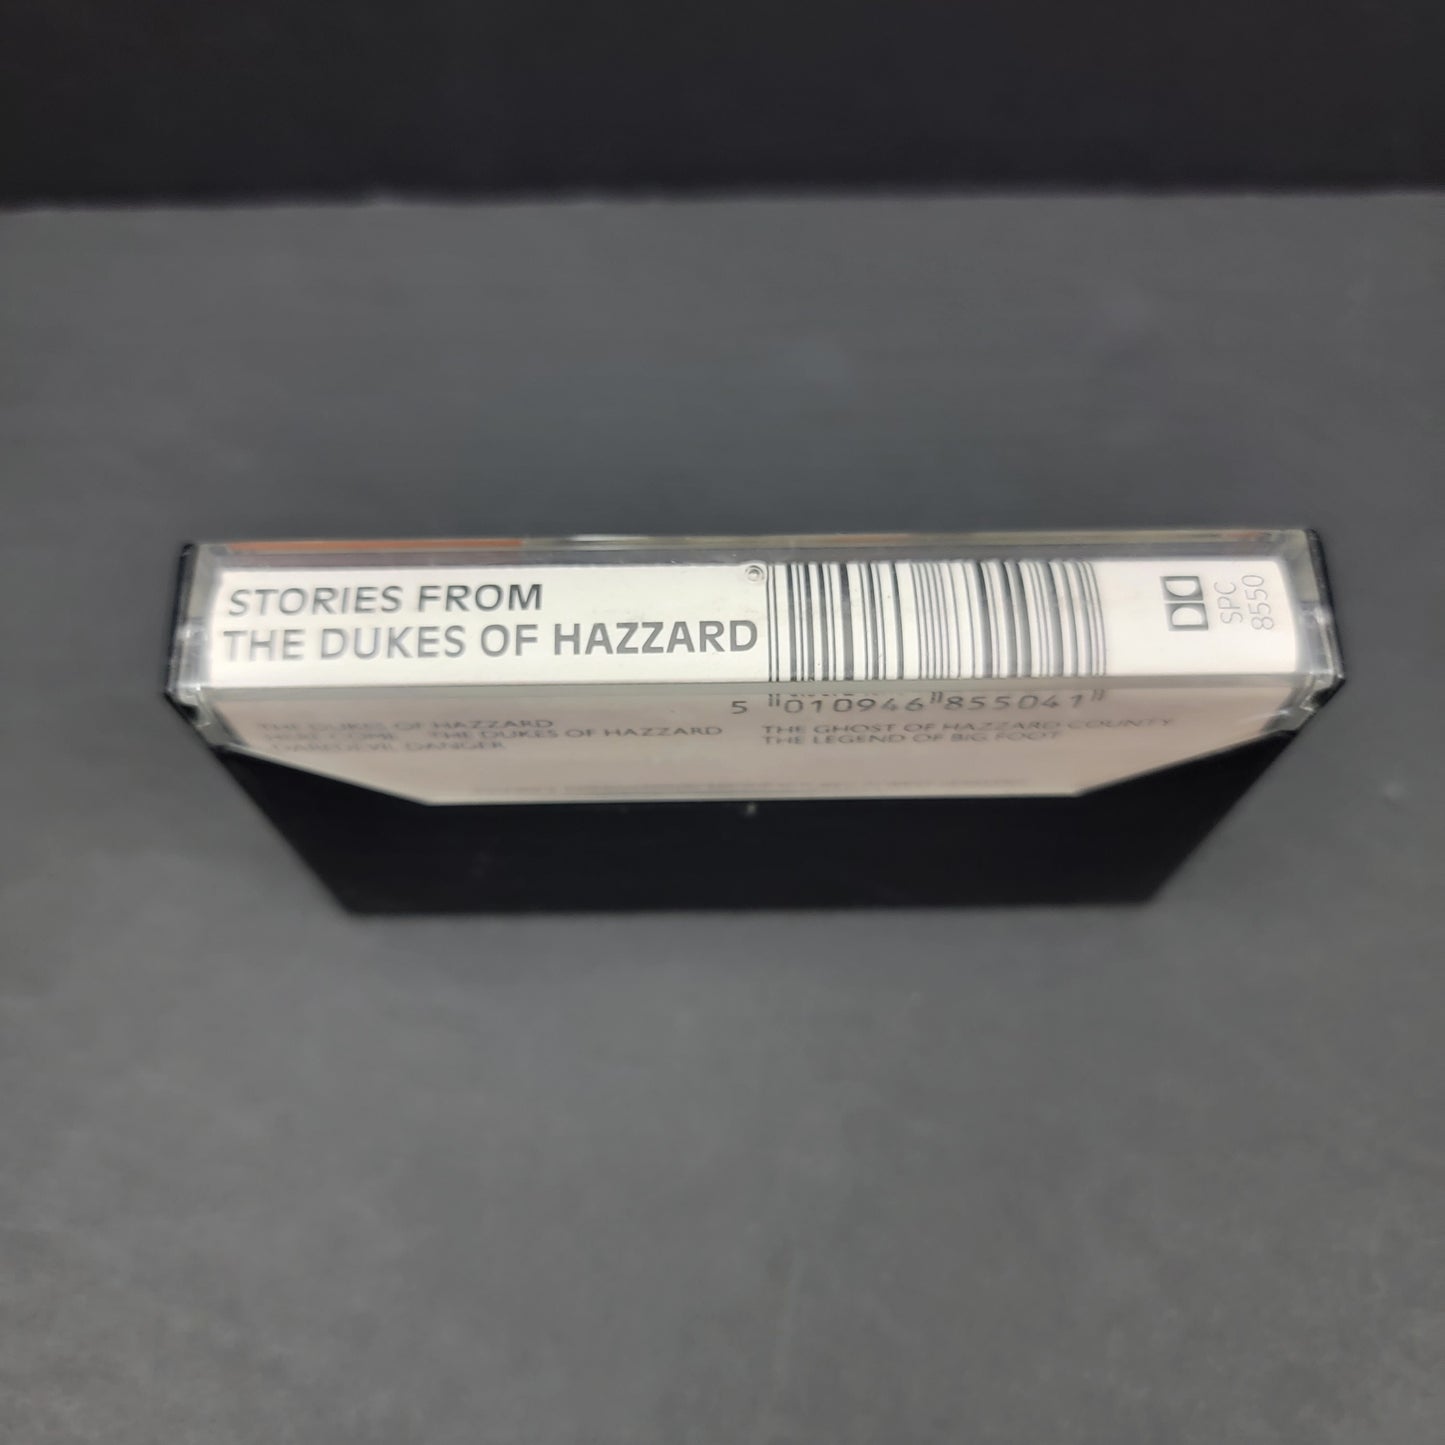 STORIES FROM
THE DUKES OF HAZZARD
SPC
8550
5 010946 855041
THE DUKES OF HAZZARD
HERE COME THE DUKES OF HAZZARD
DAREDEVIL DANGER
THE GHOST OF HAZZARD COUNTY
THE LEGEND OF BIG FOOT